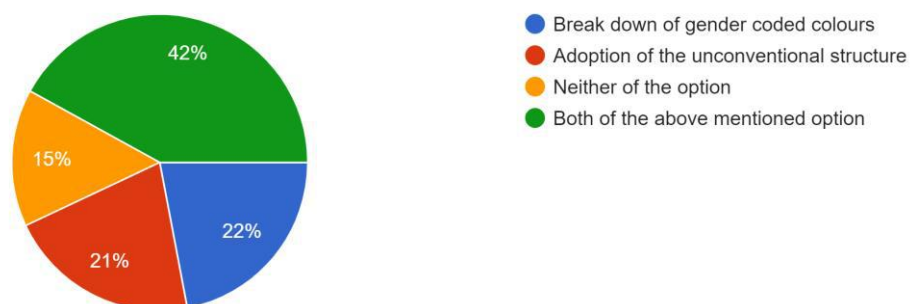 42%
15%
21%
22%
Break down of gender coded colours
Adoption of the unconventional structure
Neither of the option
Both of the above mentioned option